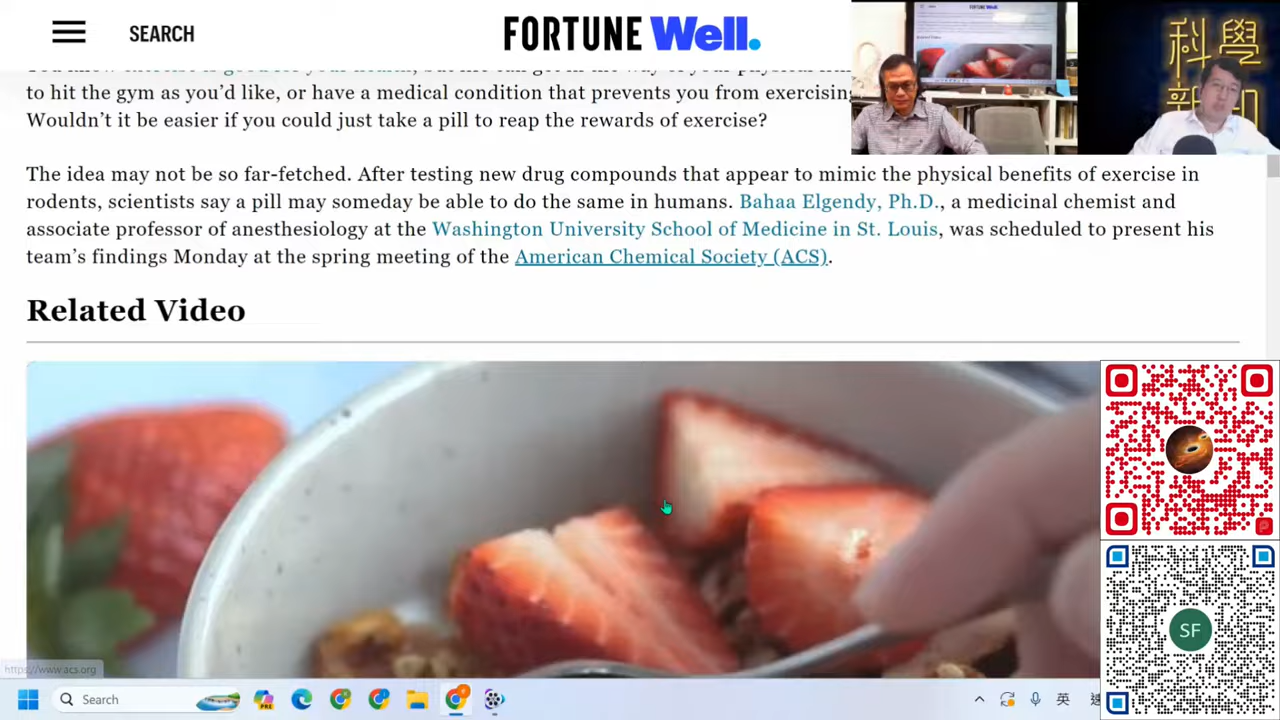 SEARCH
FORTUNE Well.
to hit the gym as you'd like, or have a medical condition that prevents you from exercising
Wouldn't it be easier if you could just take a pill to reap the rewards of exercise?
The idea may not be so far-fetched. After testing new drug compounds that appear to mimic the physical benefits of exercise in
rodents, scientists say a pill may someday be able to do the same in humans. Bahaa Elgendy, Ph.D., a medicinal chemist and
associate professor of anesthesiology at the Washington University School of Medicine in St. Louis, was scheduled to present his
team's findings Monday at the spring meeting of the American Chemical Society (ACS).
Related Video
科學
SF
https://www.acs.org
Search
英